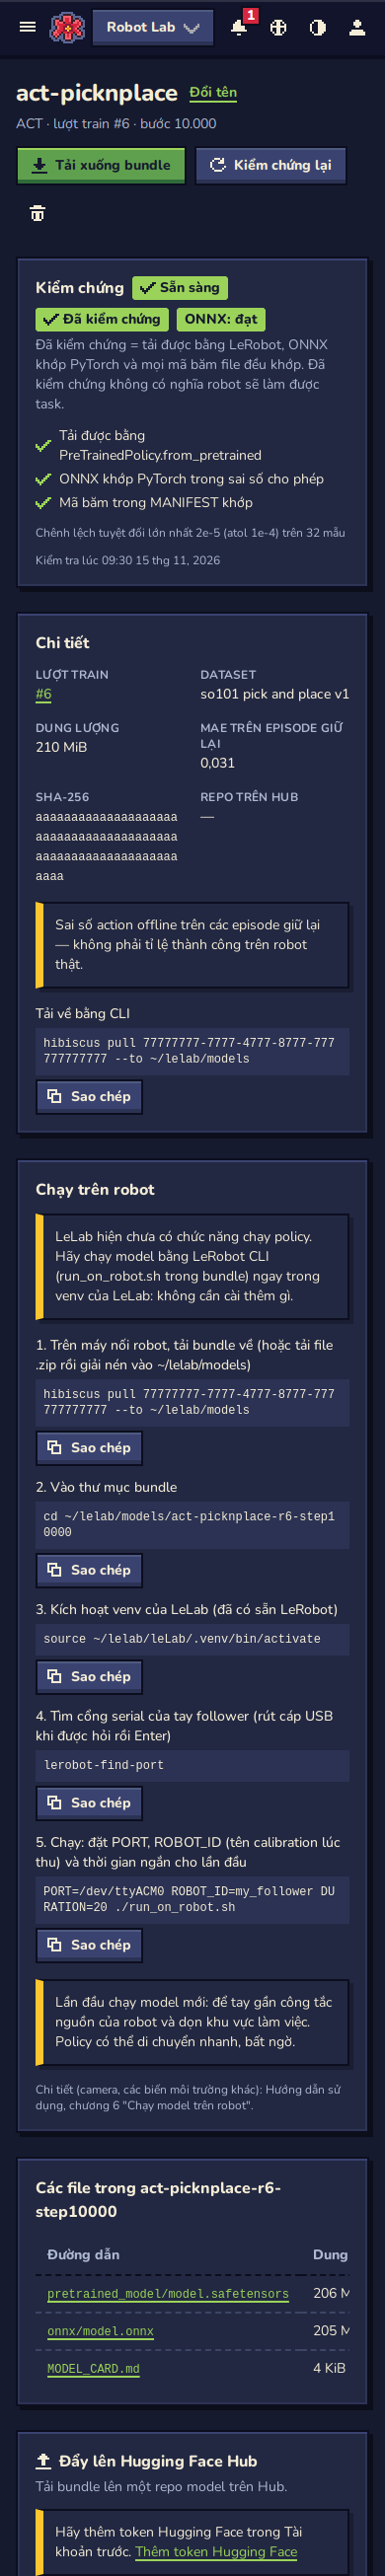 Robot Lab
1
act-picknplace Đổi tên
ACT · lượt train #6 · bước 10.000
Tải xuống bundle
Kiểm chứng lại
Kiểm chứng
Sẵn sàng
Đã kiểm chứng
ONNX: đạt
Đã kiểm chứng = tải được bằng LeRobot, ONNX
khớp PyTorch và mọi mã băm file đều khớp. Đã
kiểm chứng không có nghĩa robot sẽ làm được
task.
Tải được bằng
PreTrainedPolicy.from_pretrained
ONNX khớp PyTorch trong sai số cho phép
Mã băm trong MANIFEST khớp
Chênh lệch tuyệt đối lớn nhất 2e-5 (atol 1e-4) trên 32 mẫu
Kiểm tra lúc 09:30 15 thg 11, 2026
Chi tiết
LƯỢT TRAIN
#6
DATASET
so101 pick and place v1
DUNG LƯỢNG
210 MiB
MAE TRÊN EPISODE GIỮ
LẠI
0,031
SHA-256
aaaaaaaaaaaaaaaaaaaa
aaaaaaaaaaaaaaaaaaaa
aaaaaaaaaaaaaaaaaaaa
aaaa
REPO TRÊN HUB
—
Sai số action offline trên các episode giữ lại
— không phải tỉ lệ thành công trên robot
thật.
Tải về bằng CLI
hibiscus pull 77777777-7777-4777-8777-777
777777777 --to ~/lelab/models
Sao chép
Chạy trên robot
LeLab hiện chưa có chức năng chạy policy.
Hãy chạy model bằng LeRobot CLI
(run_on_robot.sh trong bundle) ngay trong
venv của LeLab: không cần cài thêm gì.
1. Trên máy nối robot, tải bundle về (hoặc tải file
.zip rồi giải nén vào ~/lelab/models)
hibiscus pull 77777777-7777-4777-8777-777
777777777 --to ~/lelab/models
Sao chép
2. Vào thư mục bundle
cd ~/lelab/models/act-picknplace-r6-step1
0000
Sao chép
3. Kích hoạt venv của LeLab (đã có sẵn LeRobot)
source ~/lelab/leLab/.venv/bin/activate
Sao chép
4. Tìm cổng serial của tay follower (rút cáp USB
khi được hỏi rồi Enter)
lerobot-find-port
Sao chép
5. Chạy: đặt PORT, ROBOT_ID (tên calibration lúc
thu) và thời gian ngắn cho lần đầu
PORT=/dev/ttyACM0 ROBOT_ID=my_follower DU
RATION=20 ./run_on_robot.sh
Sao chép
Lần đầu chạy model mới: để tay gần công tắc
nguồn của robot và dọn khu vực làm việc.
Policy có thể di chuyển nhanh, bất ngờ.
Chi tiết (camera, các biến môi trường khác): Hướng dẫn sử
dụng, chương 6 "Chạy model trên robot".
Các file trong act-picknplace-r6-
step10000
Đường dẫn
Dung
pretrained_model/model.safetensors
206 M
onnx/model.onnx
205 M
MODEL_CARD.md
4 KiB
Đẩy lên Hugging Face Hub
Tải bundle lên một repo model trên Hub.
Hãy thêm token Hugging Face trong Tài
khoản trước. Thêm token Hugging Face